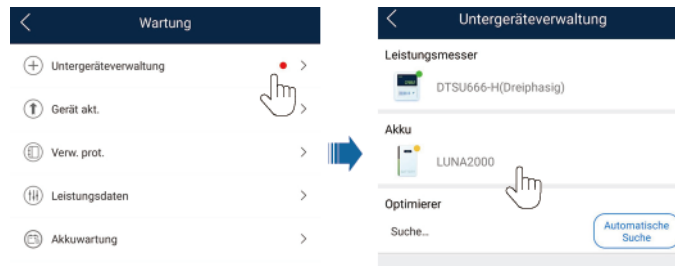 Wartung
Untergeräteverwaltung
Gerät akt.
Verw. prot.
Leistungsdaten
Akkuwartung
Untergeräteverwaltung
Leistungsmesser
DTSU666-H(Dreiphasig)
Akku
LUNA2000
Optimierer
Suche...
Automatische
Suche